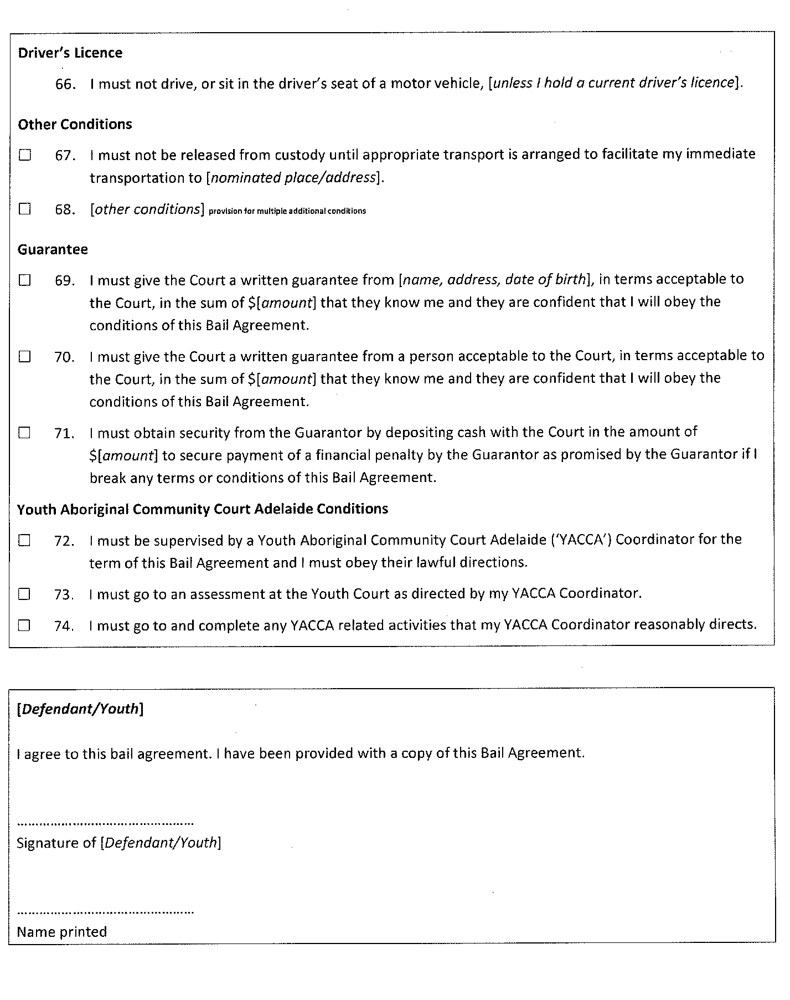 Driver's Licence
66. I must not drive, or sit in the driver's seat of a motor vehicle, [unless I hold a current driver's licence].
Other Conditions
☐ 67. I must not be released from custody until appropriate transport is arranged to facilitate my immediate
transportation to [nominated place/address].
☐ 68. [other conditions] provision for multiple additional conditions
Guarantee
☐ 69. I must give the Court a written guarantee from [name, address, date of birth], in terms acceptable to
the Court, in the sum of $[amount] that they know me and they are confident that I will obey the
conditions of this Bail Agreement.
☐ 70. I must give the Court a written guarantee from a person acceptable to the Court, in terms acceptable to
the Court, in the sum of $[amount] that they know me and they are confident that I will obey the
conditions of this Bail Agreement.
☐ 71. I must obtain security from the Guarantor by depositing cash with the Court in the amount of
$[amount] to secure payment of a financial penalty by the Guarantor as promised by the Guarantor if I
break any terms or conditions of this Bail Agreement.
Youth Aboriginal Community Court Adelaide Conditions
☐ 72. I must be supervised by a Youth Aboriginal Community Court Adelaide ('YACCA') Coordinator for the
term of this Bail Agreement and I must obey their lawful directions.
☐ 73. I must go to an assessment at the Youth Court as directed by my YACCA Coordinator.
☐ 74. I must go to and complete any YACCA related activities that my YACCA Coordinator reasonably directs.
[Defendant/Youth]
I agree to this bail agreement. I have been provided with a copy of this Bail Agreement.
................................................
Signature of [Defendant/Youth]
................................................
Name printed